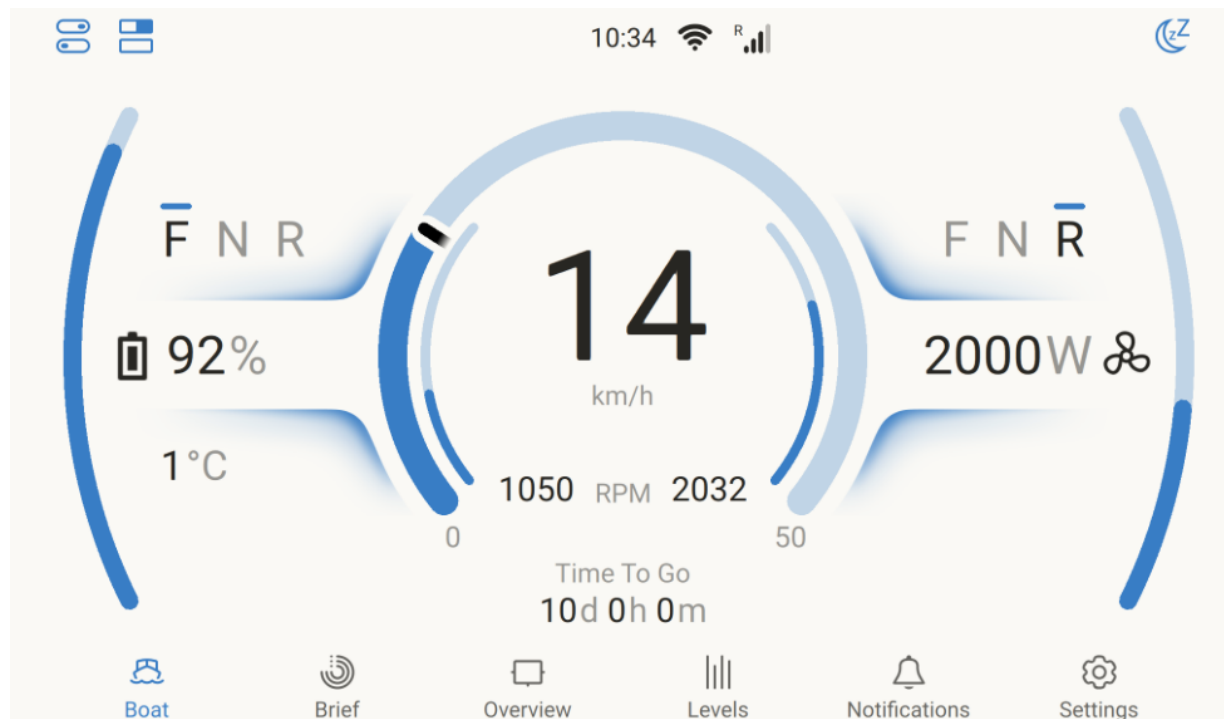 10:34 R
zZ
F N R
F N R
14
92%
2000W
km/h
1°C
1050 RPM 2032
0
50
Time To Go
10d 0h 0m
Boat
Brief
Overview
Levels
Notifications
Settings